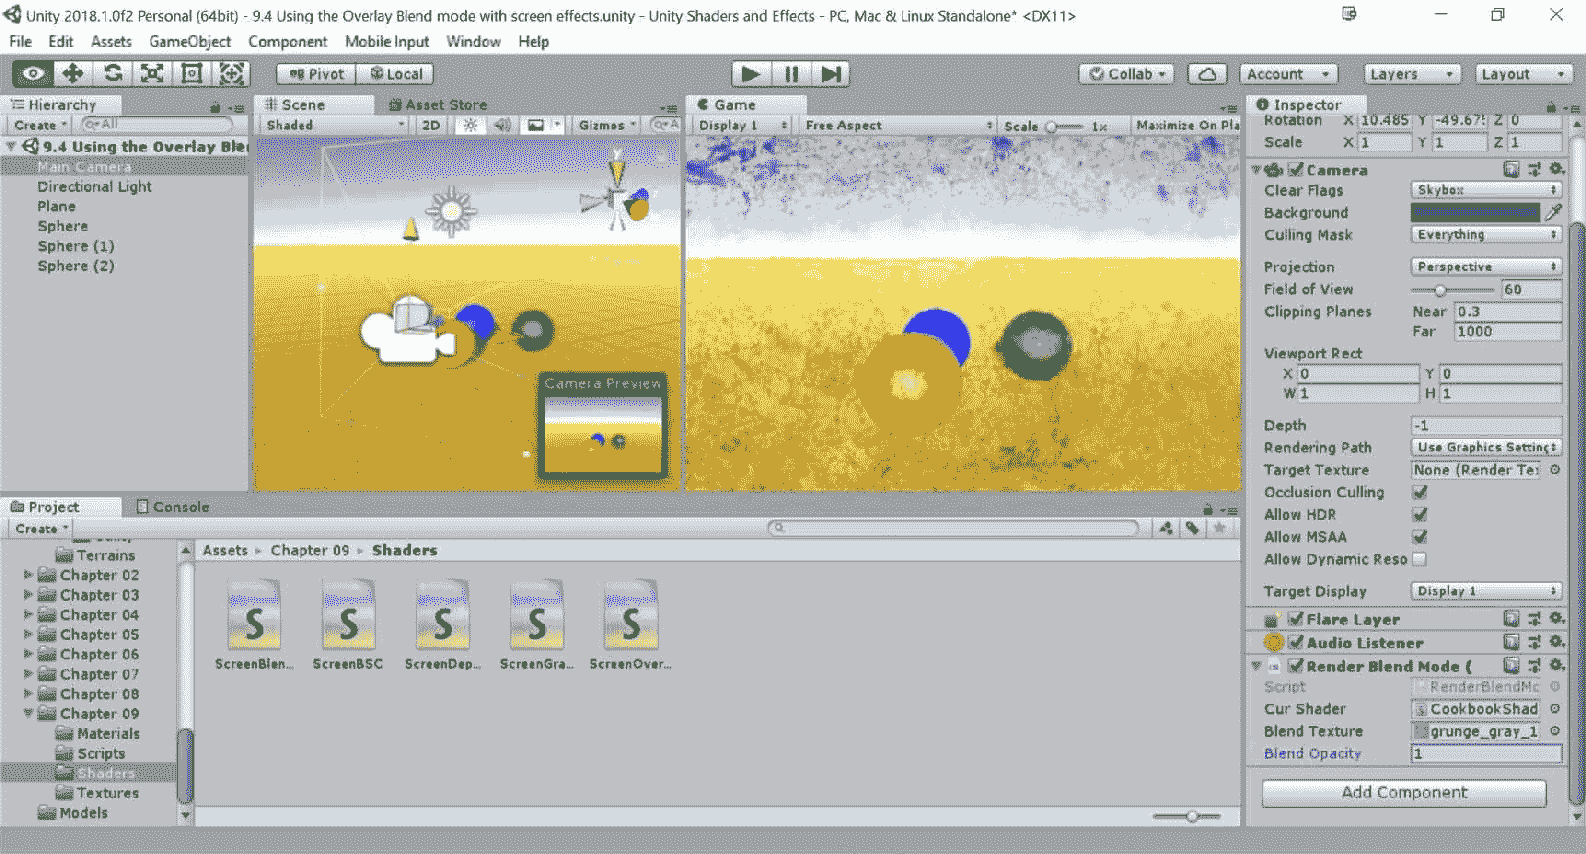 Unity 2018.1.0f2 Personal (64bit) - 9.4 Using the Overlay Blend mode with screen effects.unity - Unity Shaders and Effects - PC, Mac & Linux Standalone* <DX11>
File Edit Assets GameObject Component Mobile Input Window Help
Pivot Local Collab Account Layers Layout
Hierarchy
Create All
9.4 Using the Overlay Ble
Main Camera
Directional Light
Plane
Sphere
Sphere (1)
Sphere (2)
Scene Asset Store
Shaded 2D Gizmos A
Camera Preview
Game
Display 1 Free Aspect Scale 1x Maximize On Pla
Inspector
Rotation X 10.485 Y -49.675 Z 0
Scale X 1 Y 1 Z 1
Camera
Clear Flags Skybox
Background
Culling Mask Everything
Projection Perspective
Field of View 60
Clipping Planes Near 0.3
Far 1000
Viewport Rect
X 0 Y 0
W 1 H 1
Depth -1
Rendering Path Use Graphics Setting
Target Texture None (Render Te
Occlusion Culling
Allow HDR
Allow MSAA
Allow Dynamic Reso
Target Display Display 1
Flare Layer
Audio Listener
Render Blend Mode (
Script RenderBlendMo
Cur Shader CookbookShad
Blend Texture grunge_gray_1
Blend Opacity 1
Add Component
Project Console
Create
Terrains
Chapter 02
Chapter 03
Chapter 04
Chapter 05
Chapter 06
Chapter 07
Chapter 08
Chapter 09
Materials
Scripts
Shaders
Textures
Models
Assets Chapter 09 Shaders
S S S S S
ScreenBlen... ScreenBSC ScreenDep... ScreenGra... ScreenOver...